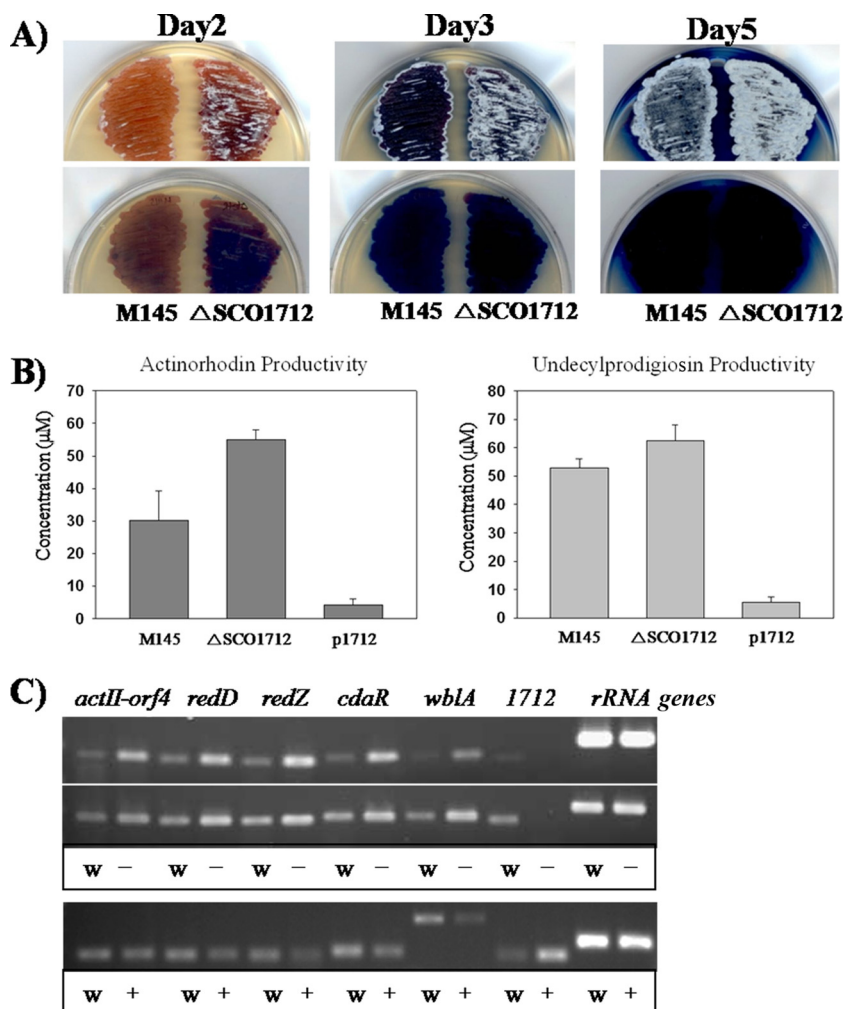 A) Day2 Day3 Day5
M145 △SCO1712 M145 △SCO1712 M145 △SCO1712
B) Actinorhodin Productivity
Concentration (μM)
70
60
50
40
30
20
10
0
M145 △SCO1712 p1712
Undecylprodigiosin Productivity
Concentration (μM)
80
70
60
50
40
30
20
10
0
M145 △SCO1712 p1712
C) actII-orf4 redD redZ cdaR wblA 1712 rRNA genes
w − w − w − w − w − w − w −
w + w + w + w + w + w + w +